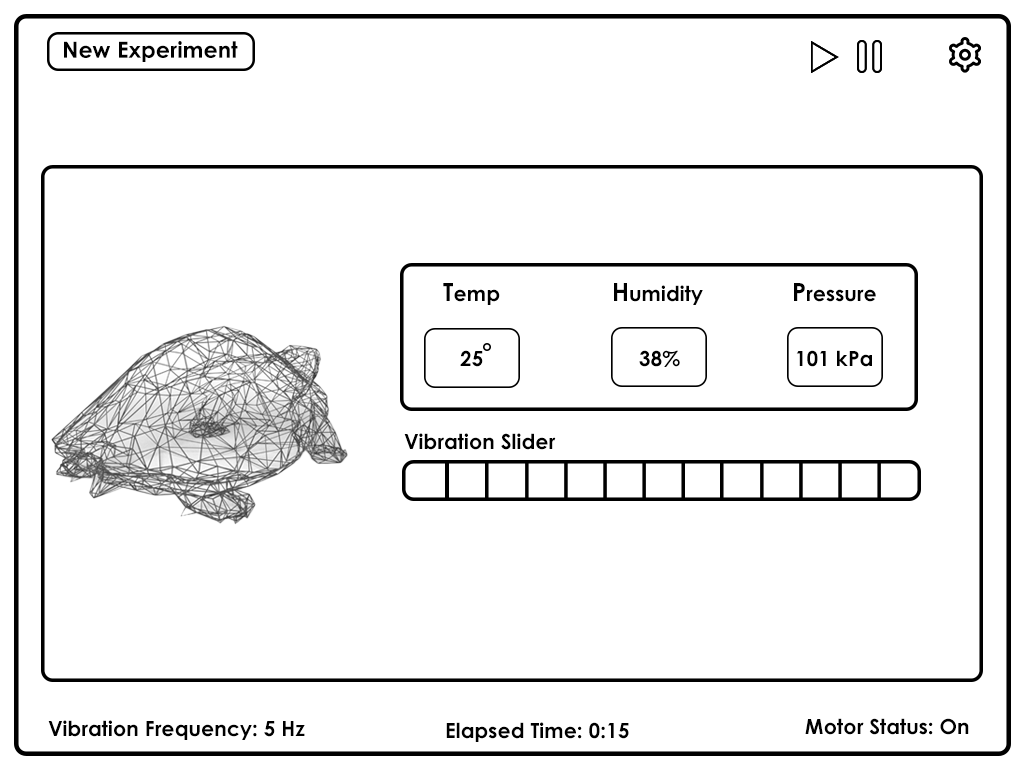 New Experiment
Temp Humidity Pressure
25° 38% 101 kPa
Vibration Slider
Vibration Frequency: 5 Hz Elapsed Time: 0:15 Motor Status: On